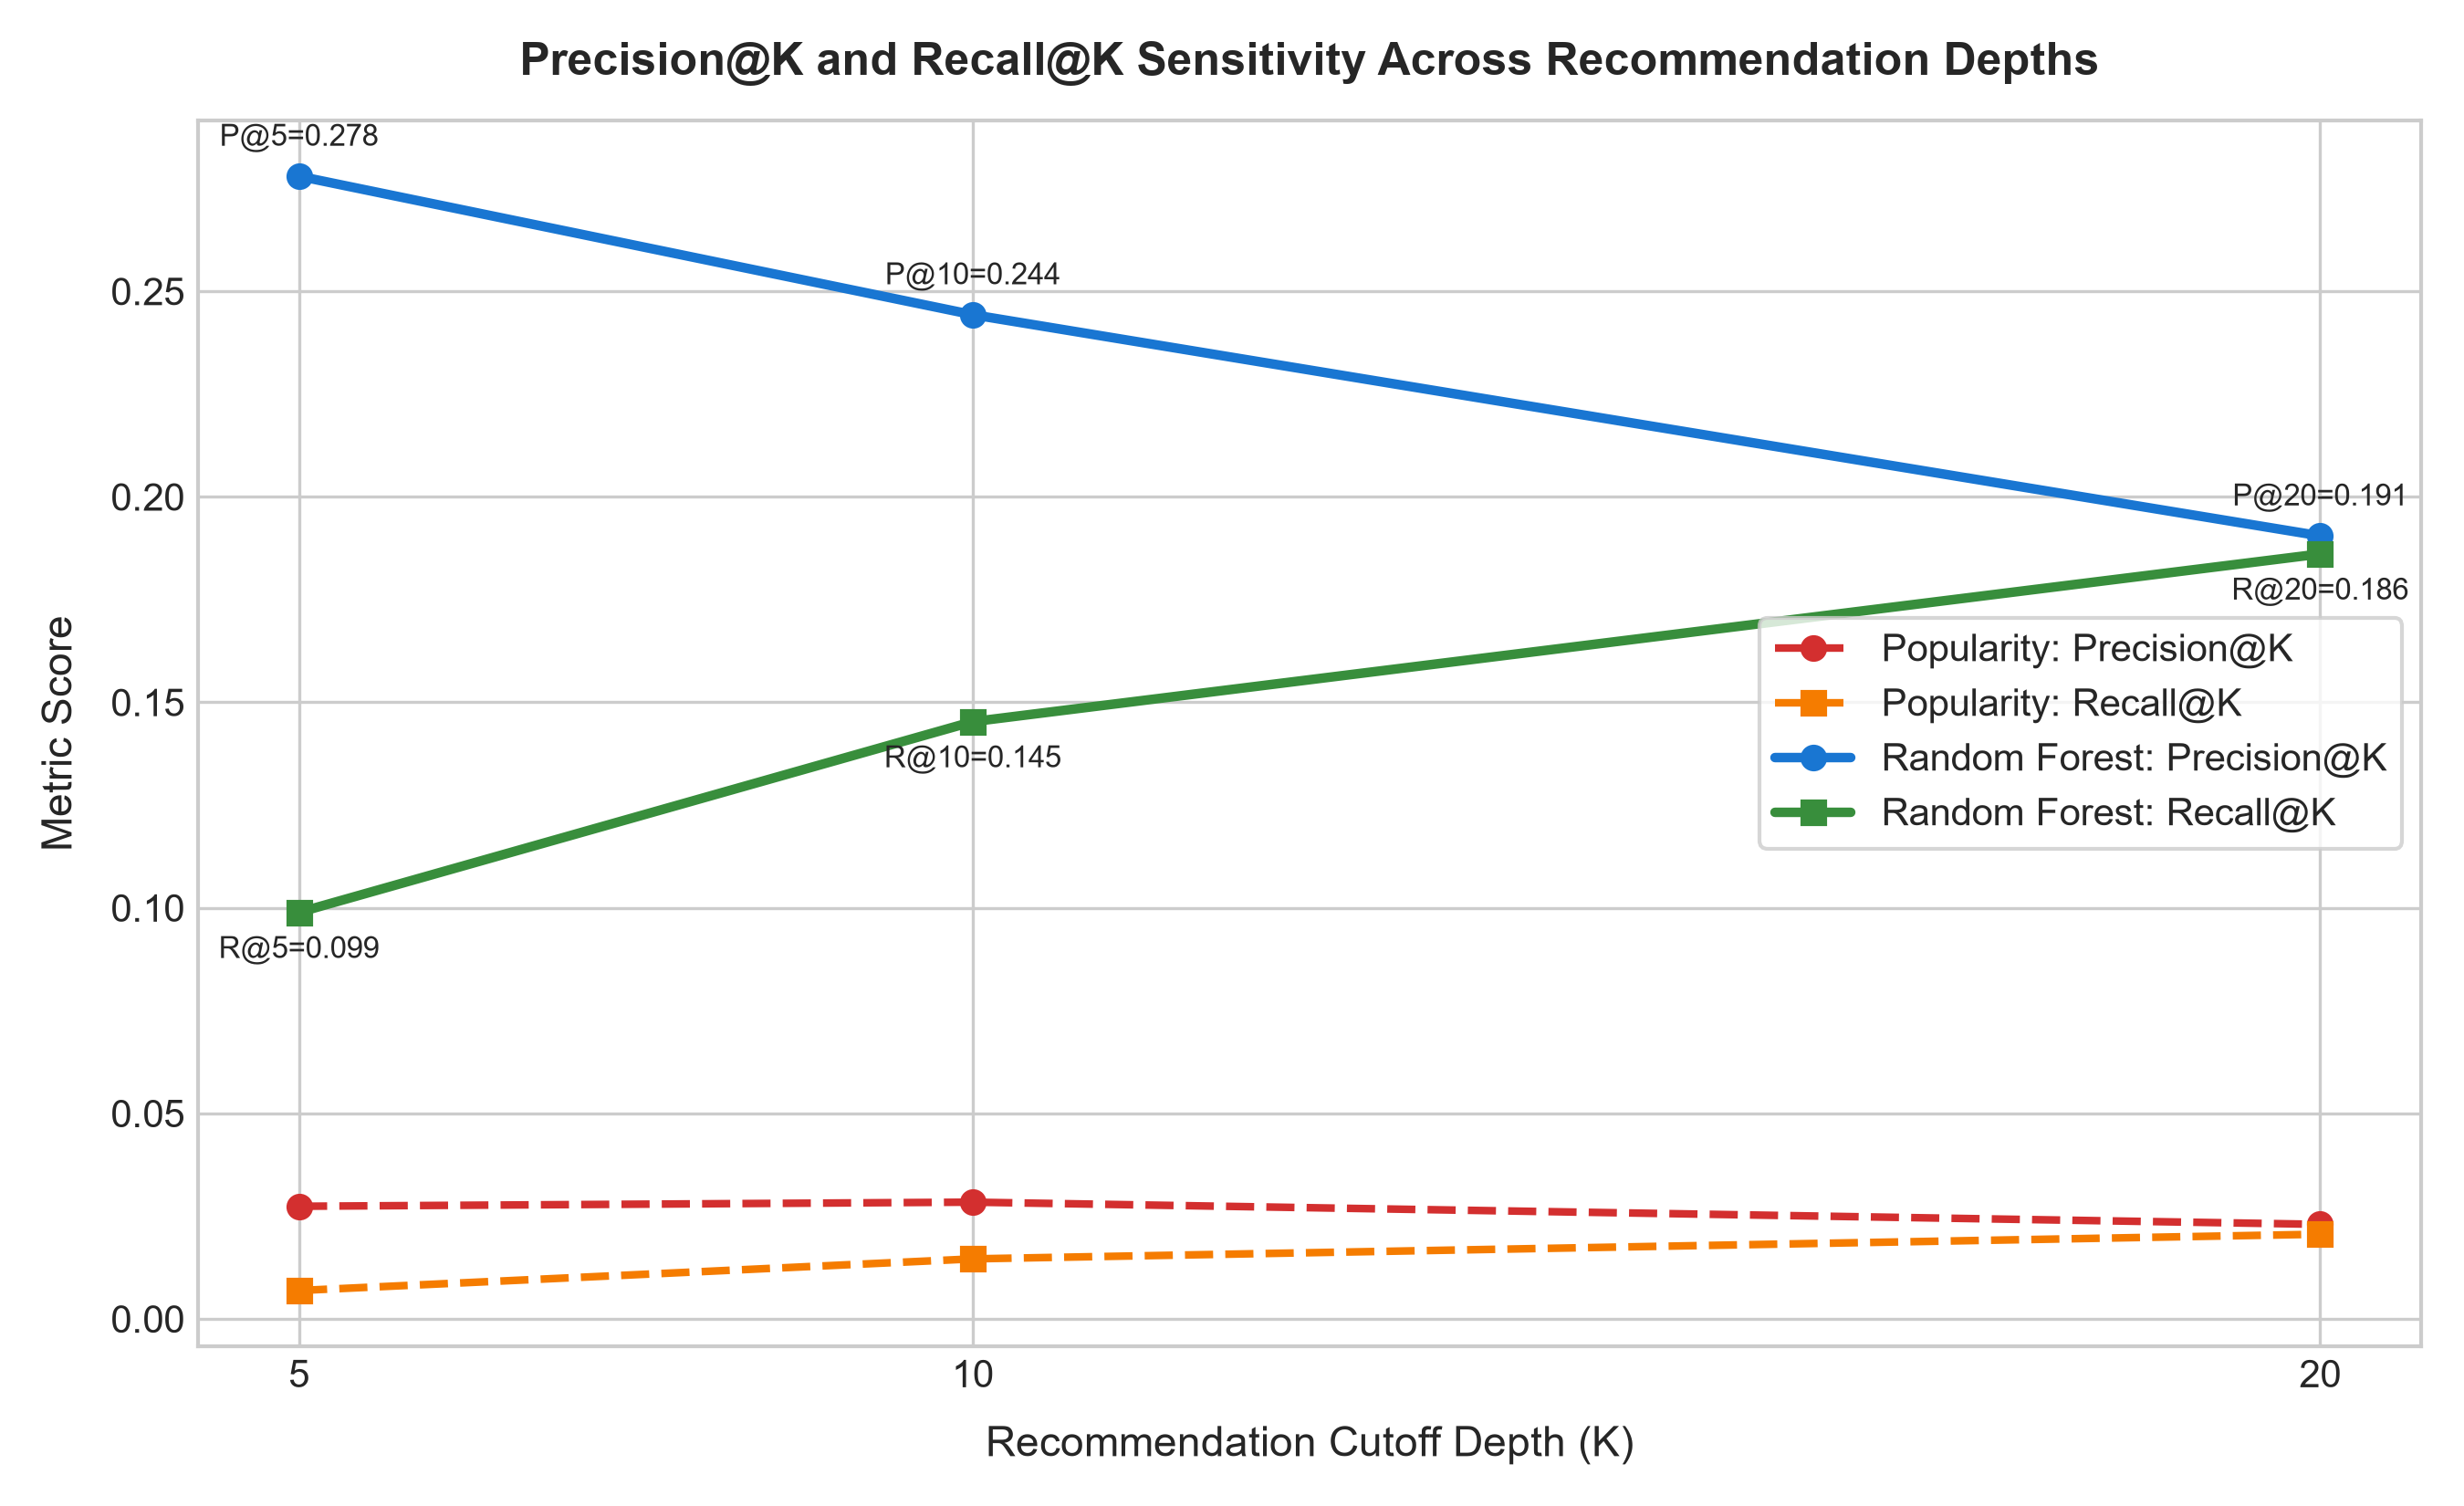 Precision@K and Recall@K Sensitivity Across Recommendation Depths
P@5=0.278
P@10=0.244
P@20=0.191
R@20=0.186
R@10=0.145
R@5=0.099
Popularity: Precision@K
Popularity: Recall@K
Random Forest: Precision@K
Random Forest: Recall@K
Metric Score
0.25
0.20
0.15
0.10
0.05
0.00
5
10
20
Recommendation Cutoff Depth (K)